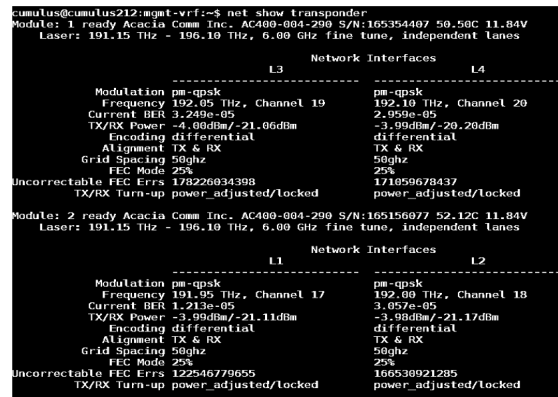 cumulus@cumulus212:mgmt-vrf:~$ net show transponder
Module: 1 ready Acacia Comm Inc. AC400-004-290 S/N:165354407 50.50C 11.84V
Laser: 191.15 THz - 196.10 THz, 6.00 GHz fine tune, independent lanes
Network Interfaces
L3 L4
---------------------------- ----------------------------
Modulation pm-qpsk pm-qpsk
Frequency 192.05 THz, Channel 19 192.10 THz, Channel 20
Current BER 3.249e-05 2.959e-05
TX/RX Power -4.00dBm/-21.06dBm -3.99dBm/-20.20dBm
Encoding differential differential
Alignment TX & RX TX & RX
Grid Spacing 50ghz 50ghz
FEC Mode 25% 25%
Uncorrectable FEC Errs 178226034398 171059678437
TX/RX Turn-up power_adjusted/locked power_adjusted/locked
Module: 2 ready Acacia Comm Inc. AC400-004-290 S/N:165156077 52.12C 11.84V
Laser: 191.15 THz - 196.10 THz, 6.00 GHz fine tune, independent lanes
Network Interfaces
L1 L2
---------------------------- ----------------------------
Modulation pm-qpsk pm-qpsk
Frequency 191.95 THz, Channel 17 192.00 THz, Channel 18
Current BER 1.213e-05 3.057e-05
TX/RX Power -3.99dBm/-21.11dBm -3.98dBm/-21.17dBm
Encoding differential differential
Alignment TX & RX TX & RX
Grid Spacing 50ghz 50ghz
FEC Mode 25% 25%
Uncorrectable FEC Errs 122546779655 166530921285
TX/RX Turn-up power_adjusted/locked power_adjusted/locked